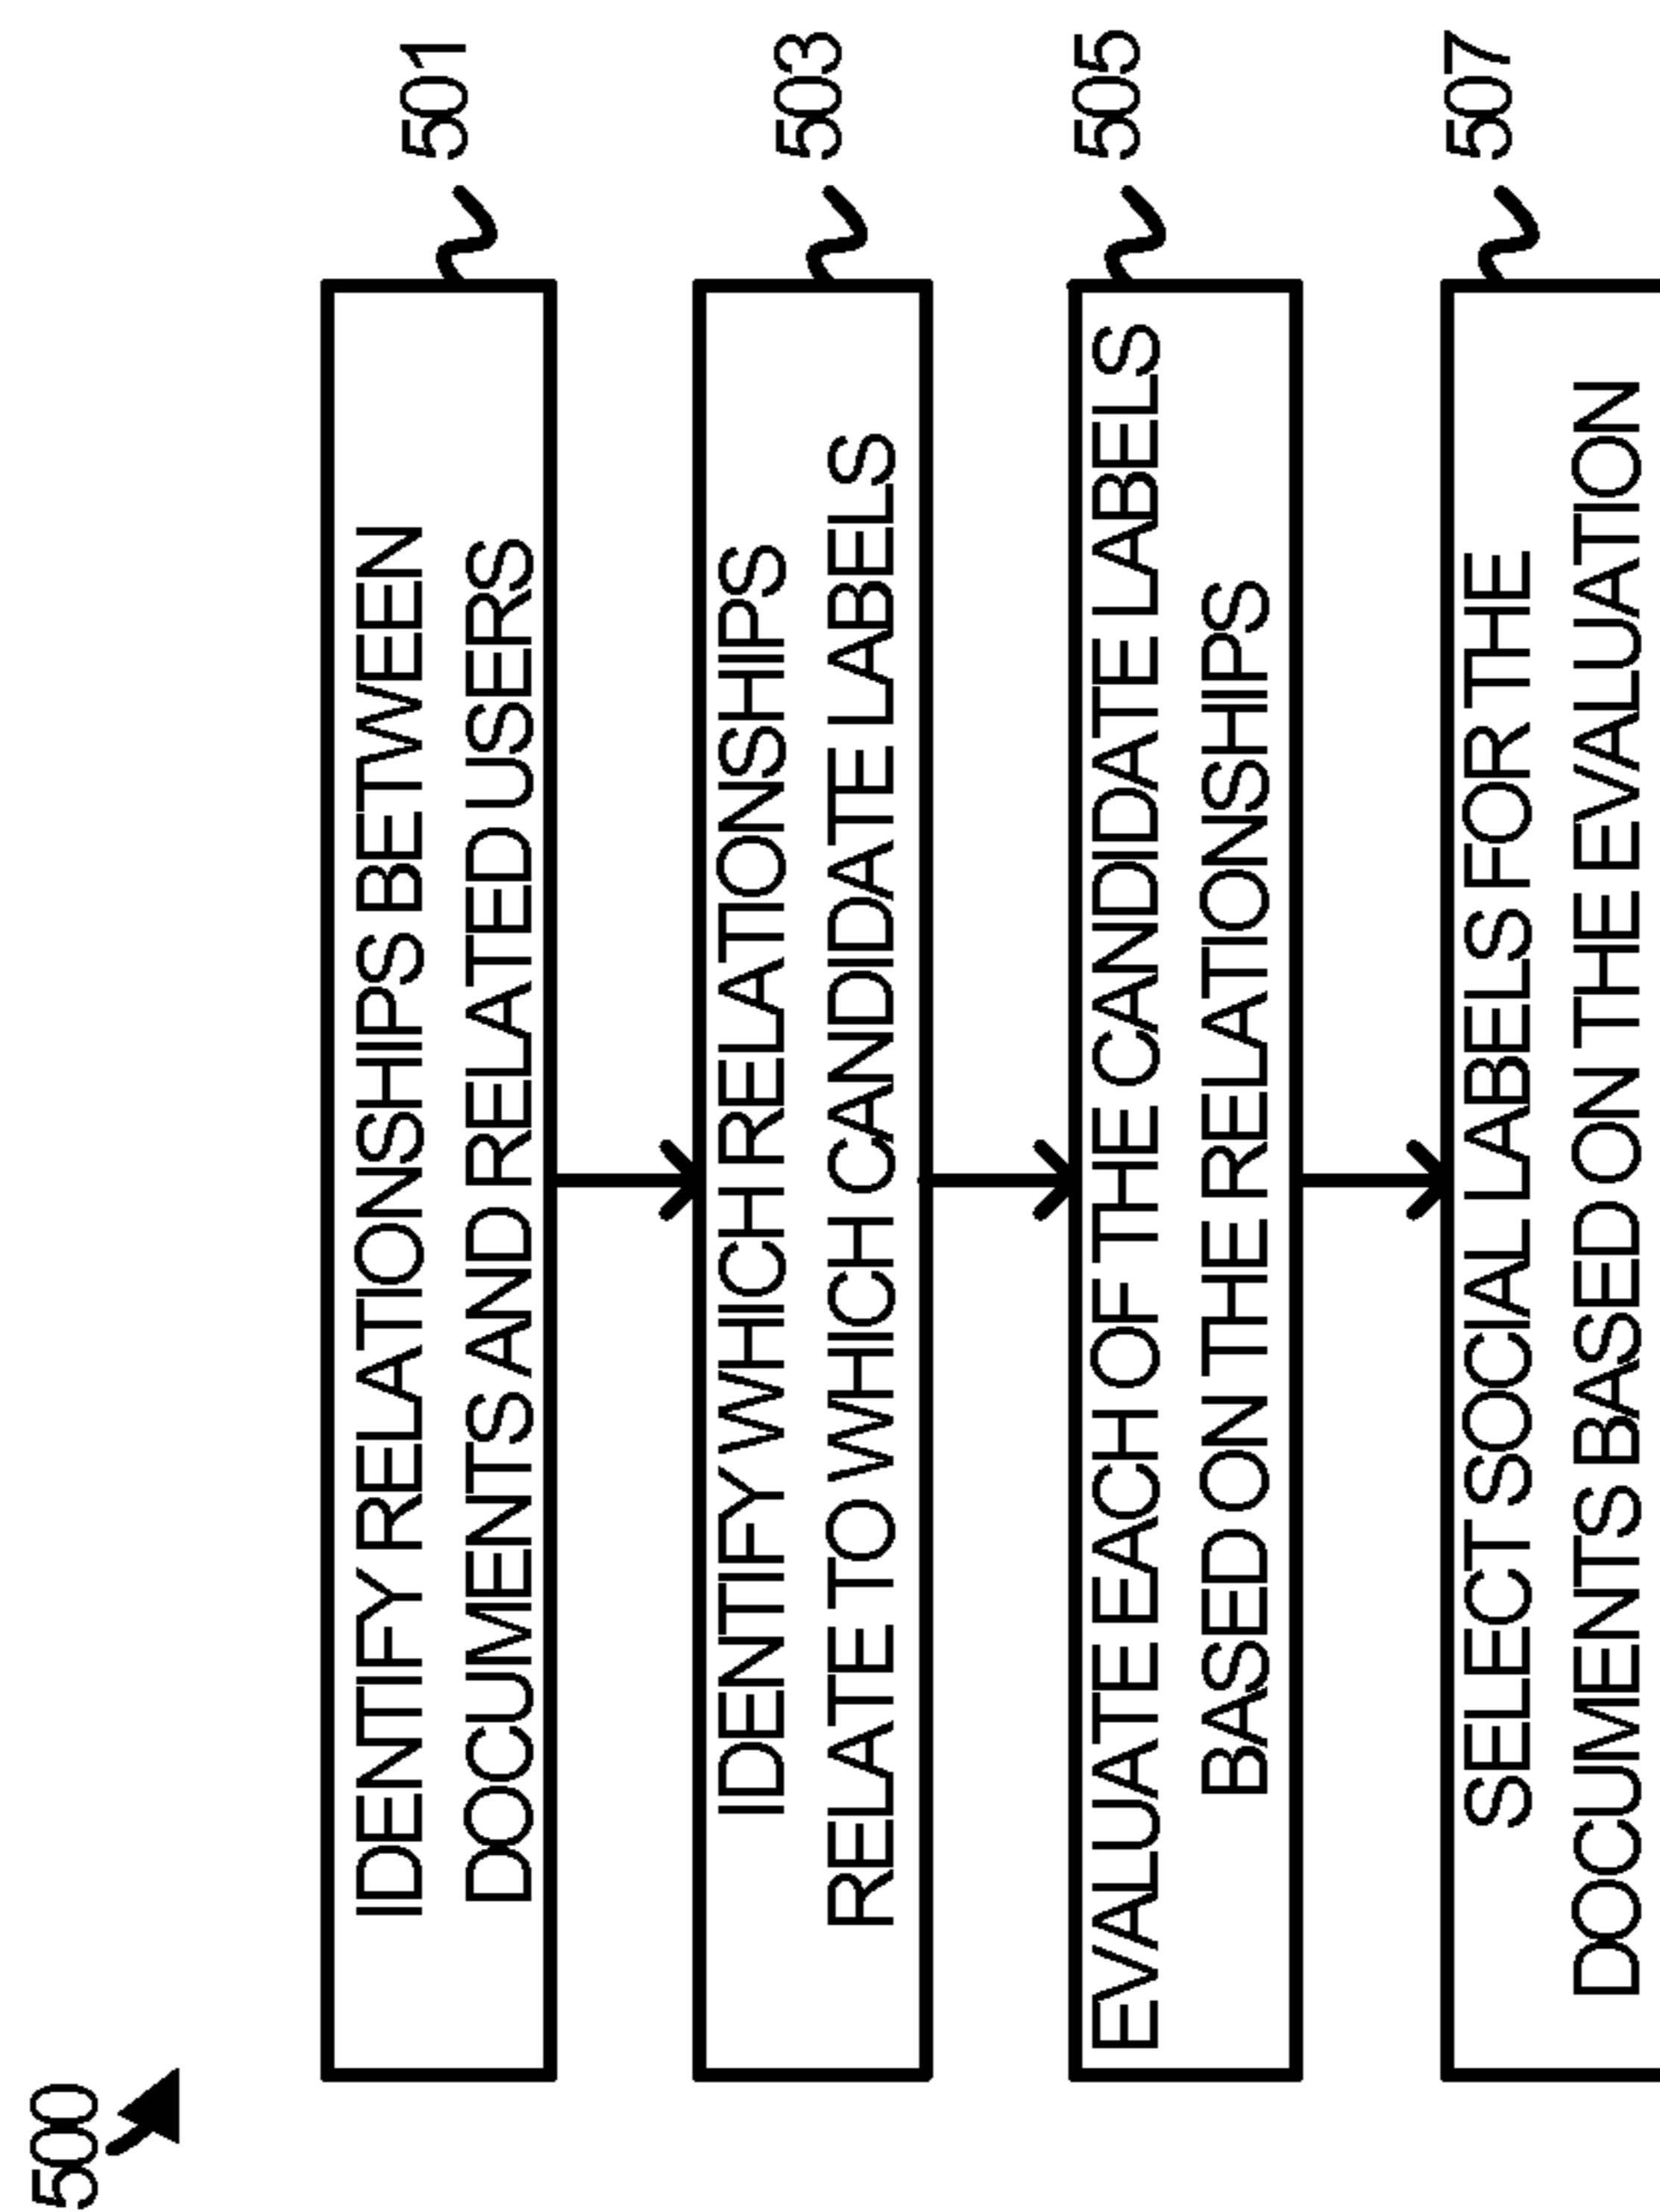 500
IDENTIFY RELATIONSHIPS BETWEEN
DOCUMENTS AND RELATED USERS
501
IDENTIFY WHICH RELATIONSHIPS
RELATE TO WHICH CANDIDATE LABELS
503
EVALUATE EACH OF THE CANDIDATE LABELS
BASED ON THE RELATIONSHIPS
505
SELECT SOCIAL LABELS FOR THE
DOCUMENTS BASED ON THE EVALUATION
507